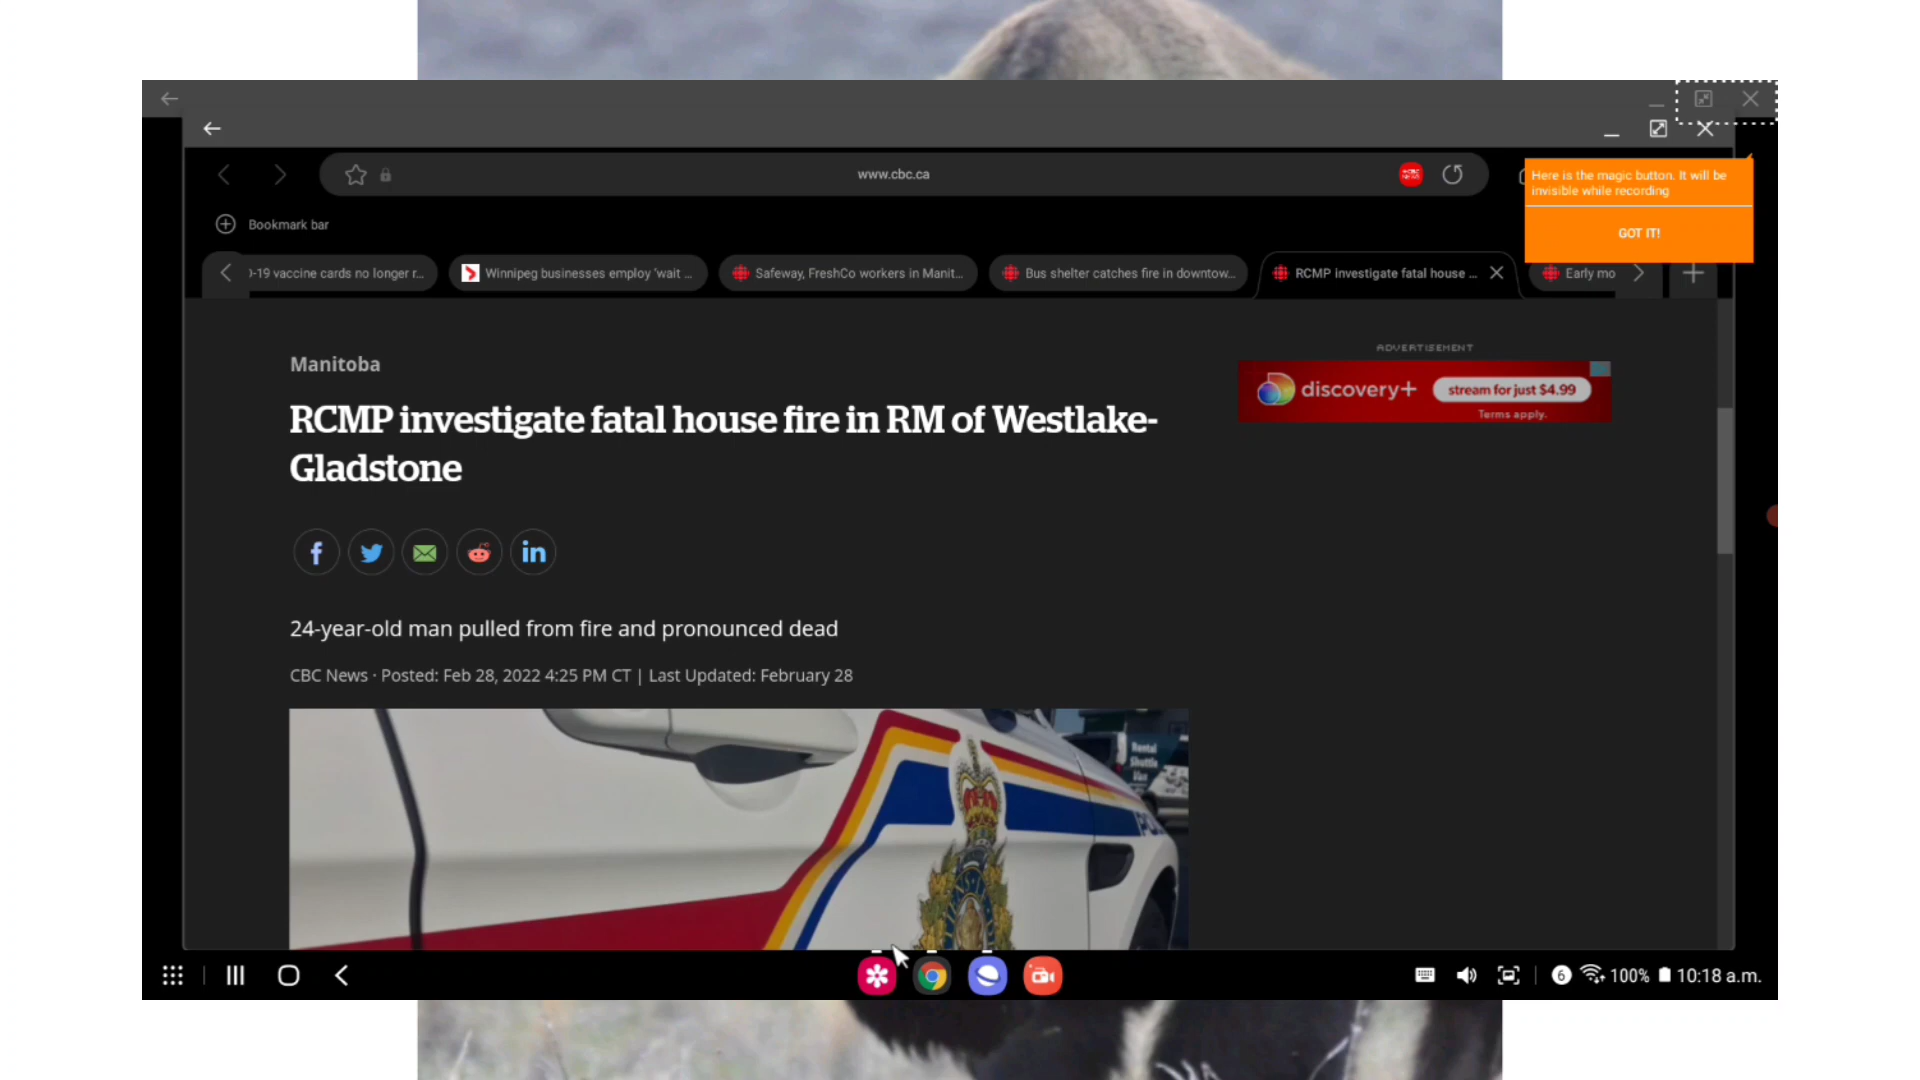 www.cbc.ca
Here is the magic button. It will be
invisible while recording
GOT IT!
Bookmark bar
-19 vaccine cards no longer r...
Winnipeg businesses employ 'wait ...
Safeway, FreshCo workers in Manit...
Bus shelter catches fire in downtow...
RCMP investigate fatal house ...
Early mo
Manitoba
ADVERTISEMENT
discovery+
stream for just $4.99
Terms apply.
RCMP investigate fatal house fire in RM of Westlake-
Gladstone
24-year-old man pulled from fire and pronounced dead
CBC News · Posted: Feb 28, 2022 4:25 PM CT | Last Updated: February 28
Rental
Shuttle
Van
6
100%
10:18 a.m.